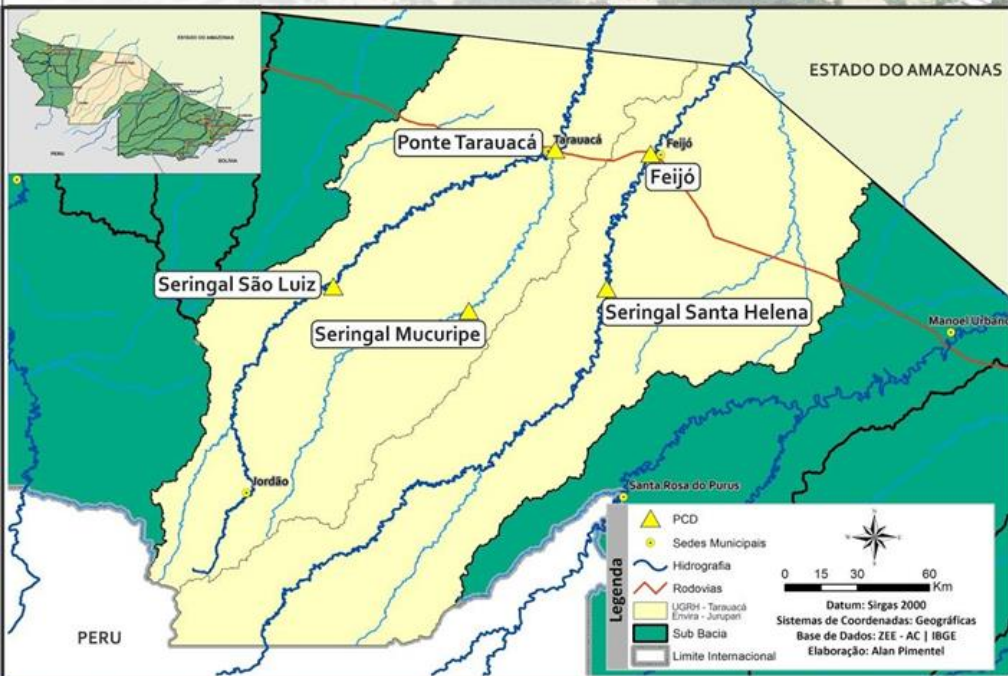 ESTADO DO AMAZONAS
PERU
BOLÍVIA
ESTADO DO AMAZONAS
Ponte Tarauacá
Tarauacá
Feijó
Feijó
Seringal São Luiz
Seringal Mucuripe
Seringal Santa Helena
Manoel Urbano
Jordão
Santa Rosa do Purus
PERU
Legenda
PCD
Sedes Municipais
Hidrografia
Rodovias
UGRH - Tarauacá
Envira - Jurupari
Sub Bacia
Limite Internacional
0 15 30 60
Km
Datum: Sirgas 2000
Sistemas de Coordenadas: Geográficas
Base de Dados: ZEE - AC | IBGE
Elaboração: Alan Pimentel